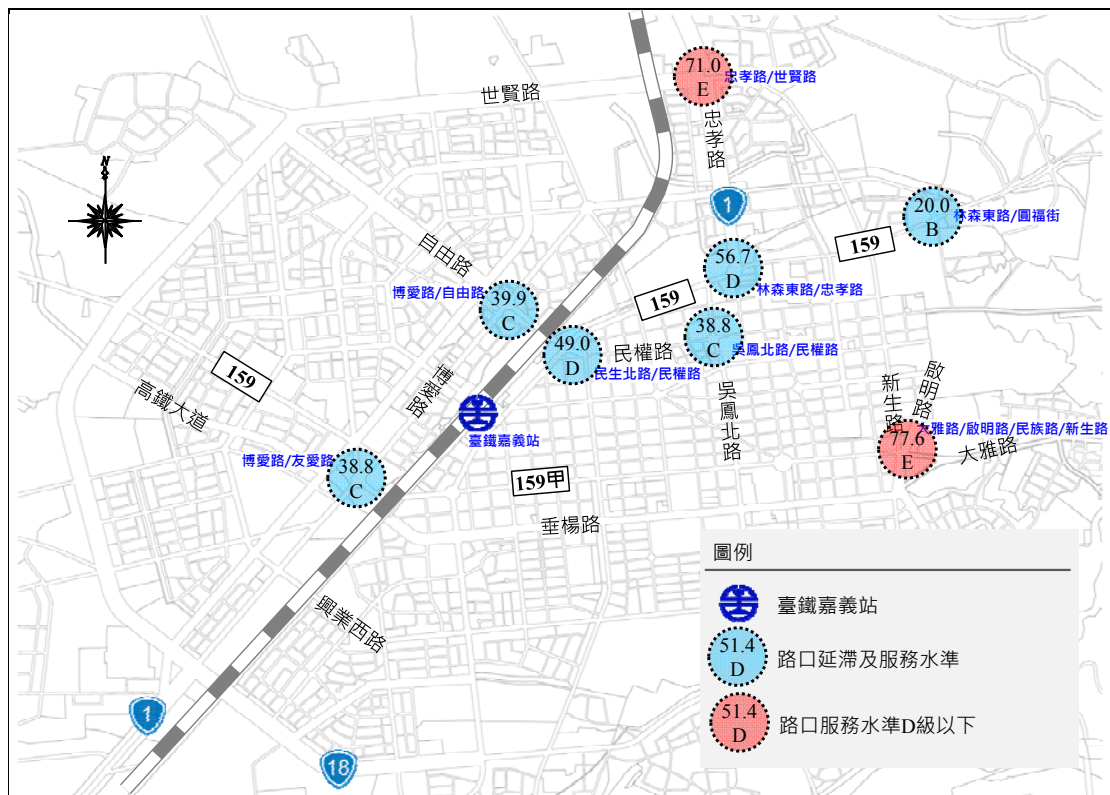 71.0
E
忠孝路/世賢路
世賢路
忠孝路
N
1
20.0
B
林森東路/圓福街
159
自由路
56.7
D
林森東路/忠孝路
博愛路/自由路
39.9
C
159
38.8
C
吳鳳北路/民權路
49.0
D
民權路
民生北路/民權路
159
高鐵大道
博愛路
臺鐵嘉義站
吳鳳北路
新生路
啟明路
大雅路/啟明路/民族路/新生路
77.6
E
大雅路
博愛路/友愛路
38.8
C
159甲
垂楊路
興業西路
1
18
圖例
臺鐵嘉義站
51.4
D
路口延滯及服務水準
51.4
D
路口服務水準D級以下